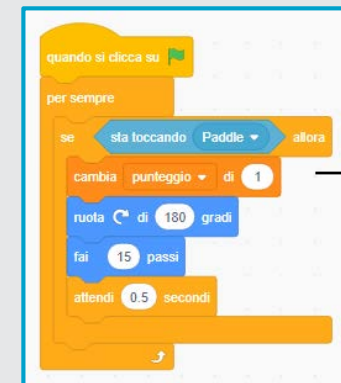 quando si clicca su
per sempre
se sta toccando Paddle allora
cambia punteggio di 1
ruota di 180 gradi
fai 15 passi
attendi 0.5 secondi